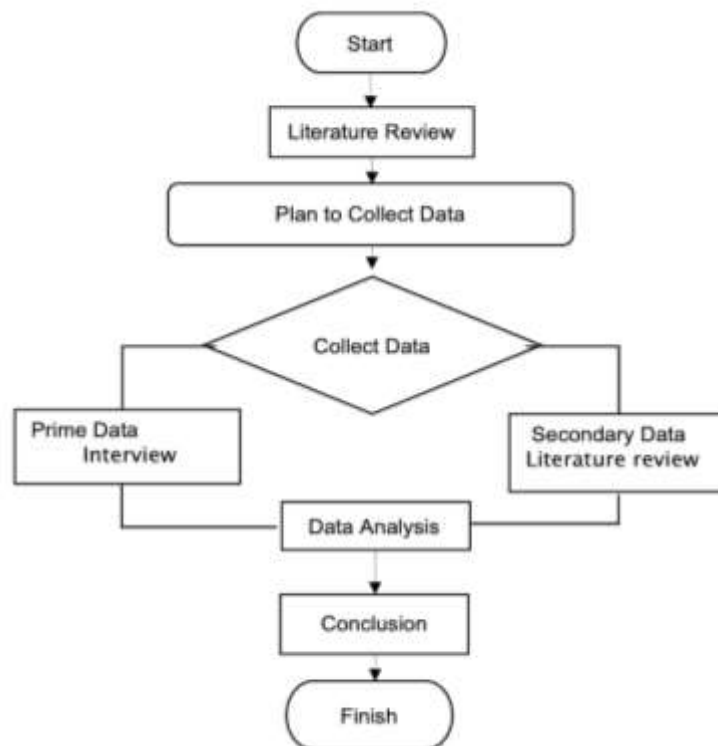 Start
Literature Review
Plan to Collect Data
Collect Data
Prime Data
Interview
Secondary Data
Literature review
Data Analysis
Conclusion
Finish